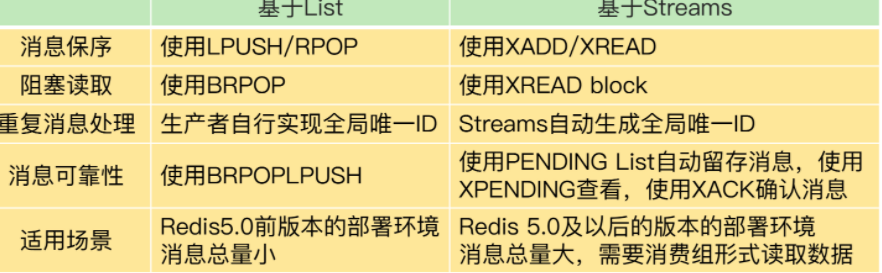 基于List 基于Streams
消息保序 使用LPUSH/RPOP 使用XADD/XREAD
阻塞读取 使用BRPOP 使用XREAD block
重复消息处理 生产者自行实现全局唯一ID Streams自动生成全局唯一ID
消息可靠性 使用BRPOPLPUSH 使用PENDING List自动留存消息，使用
XPENDING查看，使用XACK确认消息
适用场景 Redis5.0前版本的部署环境 Redis 5.0及以后的版本的部署环境
消息总量小 消息总量大，需要消费组形式读取数据